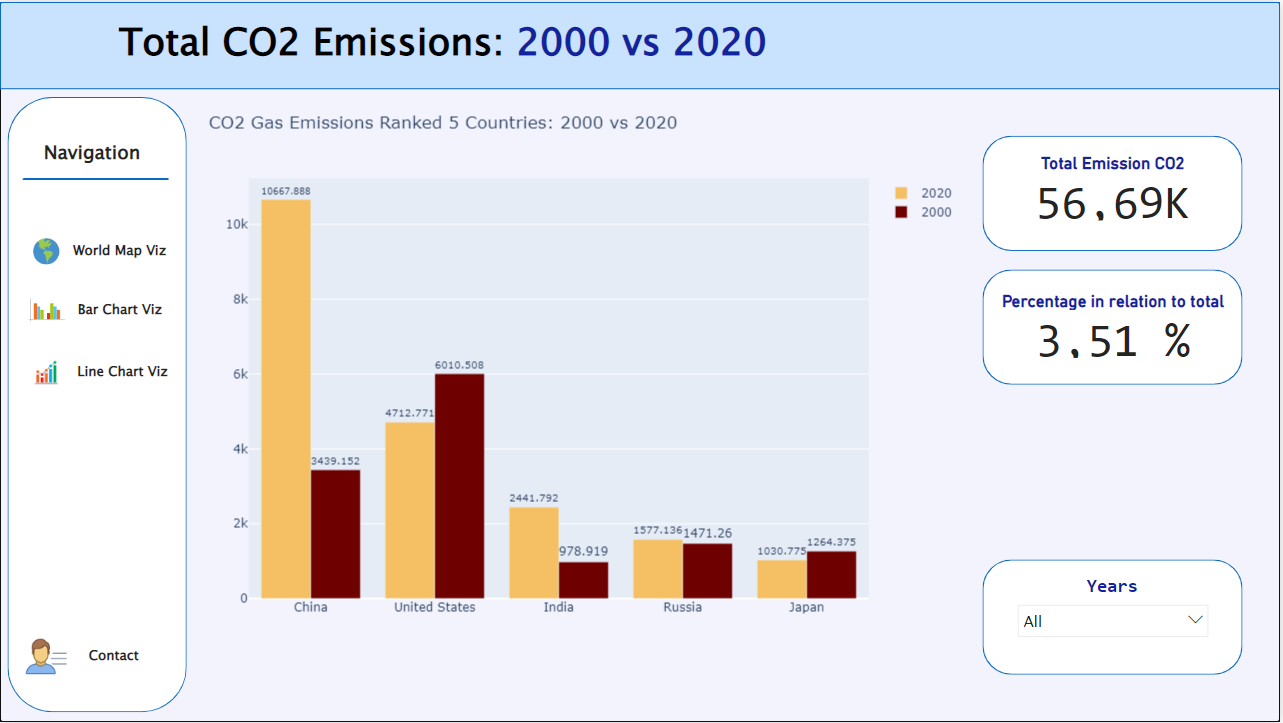 Total CO2 Emissions: 2000 vs 2020
Navigation
World Map Viz
Bar Chart Viz
Line Chart Viz
Contact
CO2 Gas Emissions Ranked 5 Countries: 2000 vs 2020
10k
8k
6k
4k
2k
0
10667.888
3439.152
4712.771
6010.508
2441.792
978.919
1577.136
1471.26
1030.775
1264.375
China
United States
India
Russia
Japan
2020
2000
Total Emission CO2
56,69K
Percentage in relation to total
3,51 %
Years
All